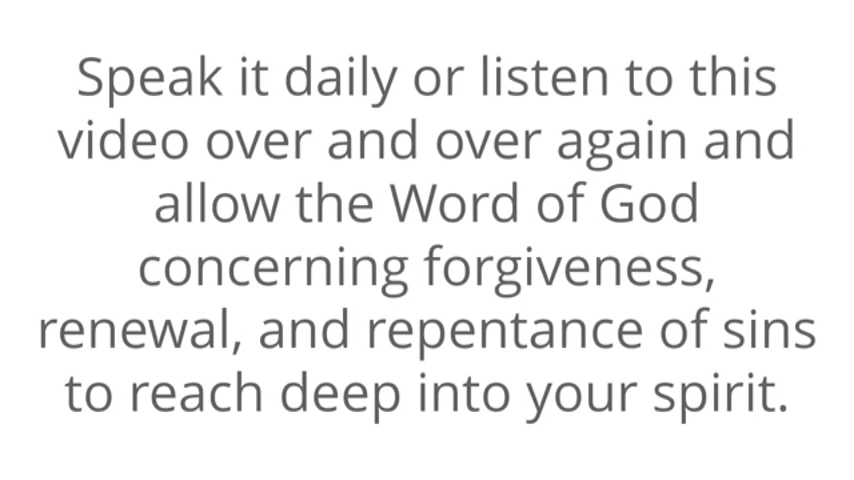 Speak it daily or listen to this
video over and over again and
allow the Word of God
concerning forgiveness,
renewal, and repentance of sins
to reach deep into your spirit.